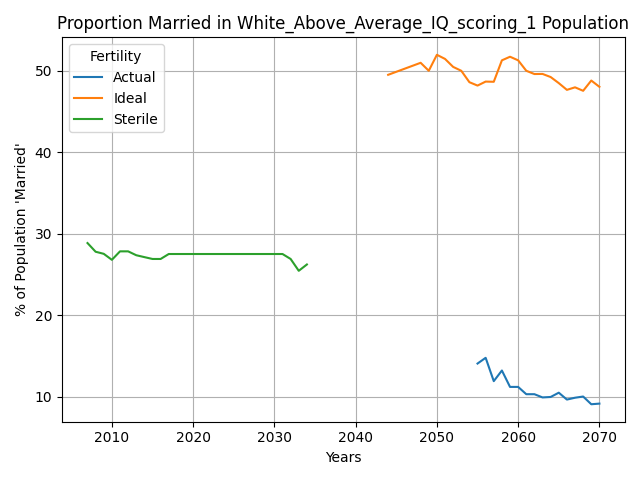 Proportion Married in White_Above_Average_IQ_scoring_1 Population
Fertility
Actual
Ideal
Sterile
% of Population 'Married'
50
40
30
20
10
2010 2020 2030 2040 2050 2060 2070
Years